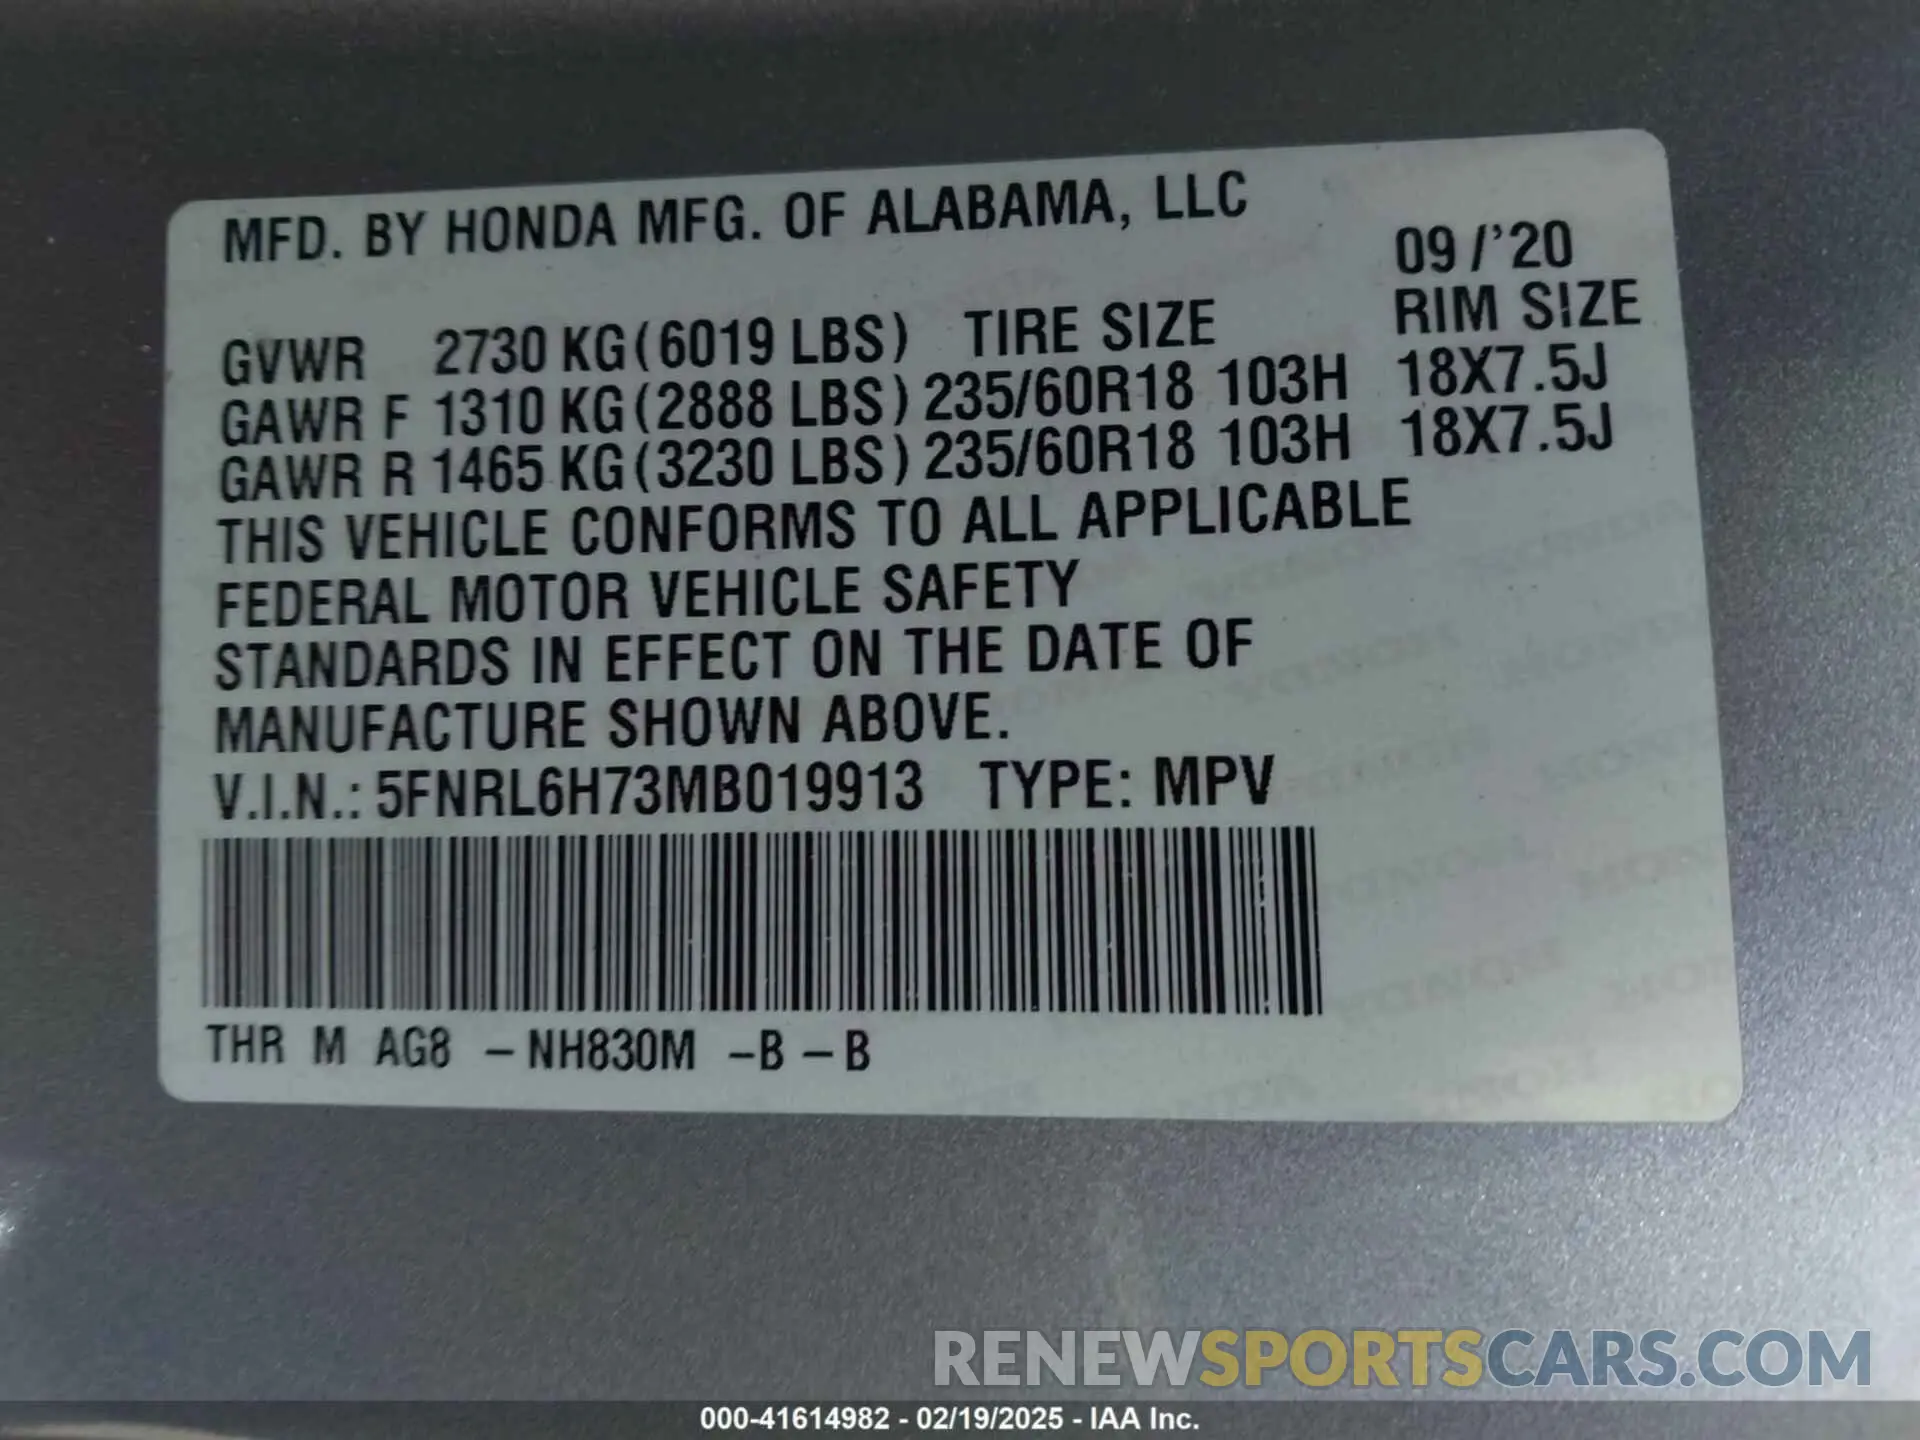 MFD. BY HONDA MFG. OF ALABAMA, LLC
09/'20
GVWR 2730 KG(6019 LBS) TIRE SIZE RIM SIZE
GAWR F 1310 KG(2888 LBS) 235/60R18 103H 18X7.5J
GAWR R 1465 KG(3230 LBS) 235/60R18 103H 18X7.5J
THIS VEHICLE CONFORMS TO ALL APPLICABLE
FEDERAL MOTOR VEHICLE SAFETY
STANDARDS IN EFFECT ON THE DATE OF
MANUFACTURE SHOWN ABOVE.
V.I.N.: 5FNRL6H73MB019913 TYPE: MPV
THR M AG8 -NH830M -B-B
RENEWSPORTSCARS.COM
000-41614982 - 02/19/2025 - IAA Inc.